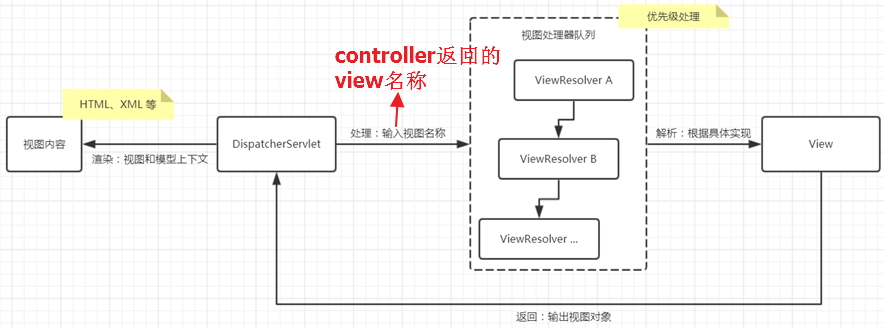 优先级处理
视图处理器队列
controller返回的
view名称
ViewResolver A
HTML、XML 等
视图内容
DispatcherServlet
处理：输入视图名称
ViewResolver B
解析：根据具体实现
View
渲染：视图和模型上下文
ViewResolver ...
返回：输出视图对象